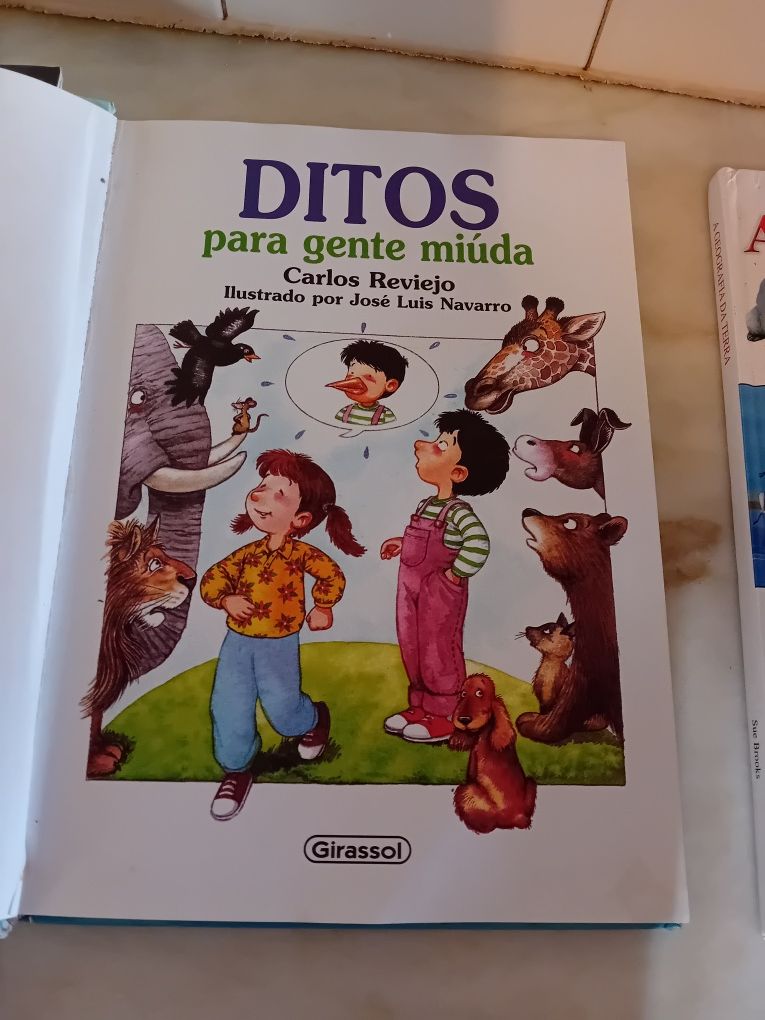 DITOS
para gente miúda
Carlos Reviejo
Ilustrado por José Luis Navarro
Girassol
A
A GEOGRAFIA DA TERRA
Sue Brooks